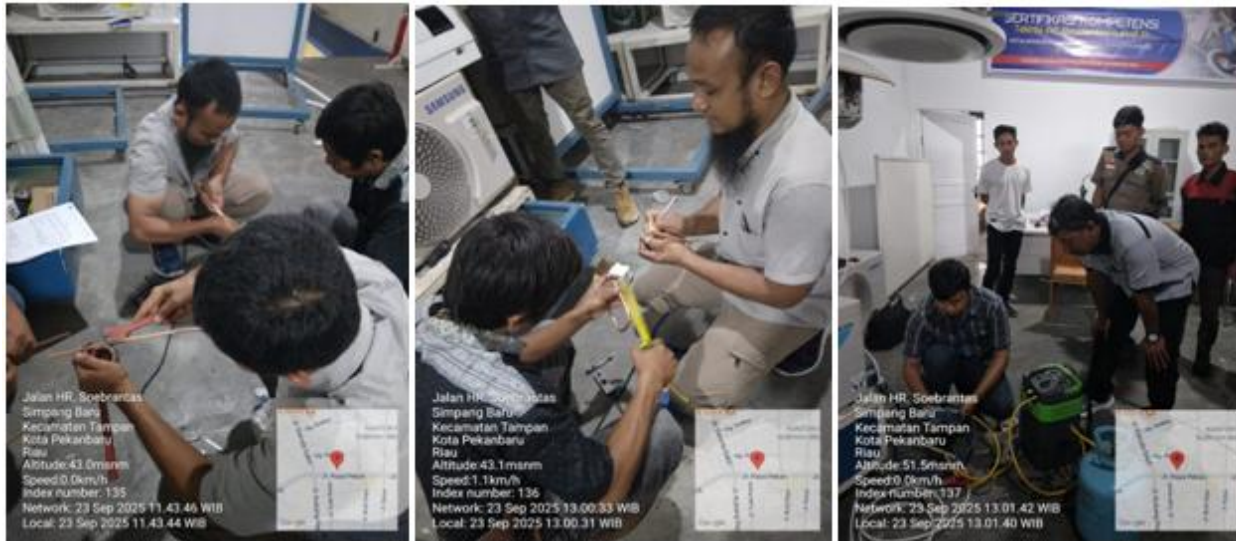 Jalan HR. Soebrantas
Simpang Baru
Kecamatan Tampan
Kota Pekanbaru
Riau
Altitude:43.0msnm
Speed:0.0km/h
Index number: 135
Network: 23 Sep 2025 11.43.46 WIB
Local: 23 Sep 2025 11.43.44 WIB
SAMSUNG
Jalan HR. Soebrantas
Simpang Baru
Kecamatan Tampan
Kota Pekanbaru
Riau
Altitude:43.1msnm
Speed:1.1km/h
Index number: 136
Network: 23 Sep 2025 13.00.33 WIB
Local: 23 Sep 2025 13.00.31 WIB
SERTIFIKASI KOMPETENSI
Jalan HR. Soebrantas
Simpang Baru
Kecamatan Tampan
Kota Pekanbaru
Riau
Altitude:51.5msnm
Speed:0.0km/h
Index number: 137
Network: 23 Sep 2025 13.01.42 WIB
Local: 23 Sep 2025 13.01.40 WIB